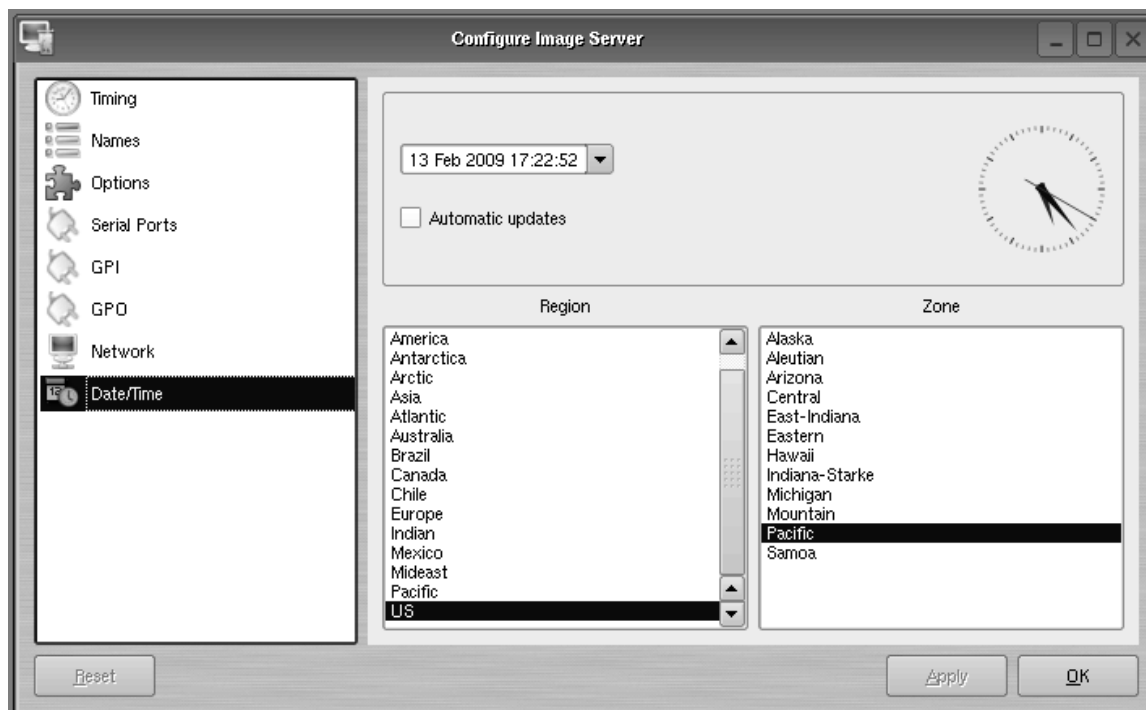 Configure Image Server
Timing
Names
Options
Serial Ports
GPI
GPO
Network
Date/Time
13 Feb 2009 17:22:52
Automatic updates
Region
America
Antarctica
Arctic
Asia
Atlantic
Australia
Brazil
Canada
Chile
Europe
Indian
Mexico
Mideast
Pacific
US
Zone
Alaska
Aleutian
Arizona
Central
East-Indiana
Eastern
Hawaii
Indiana-Starke
Michigan
Mountain
Pacific
Samoa
Reset
Apply
OK